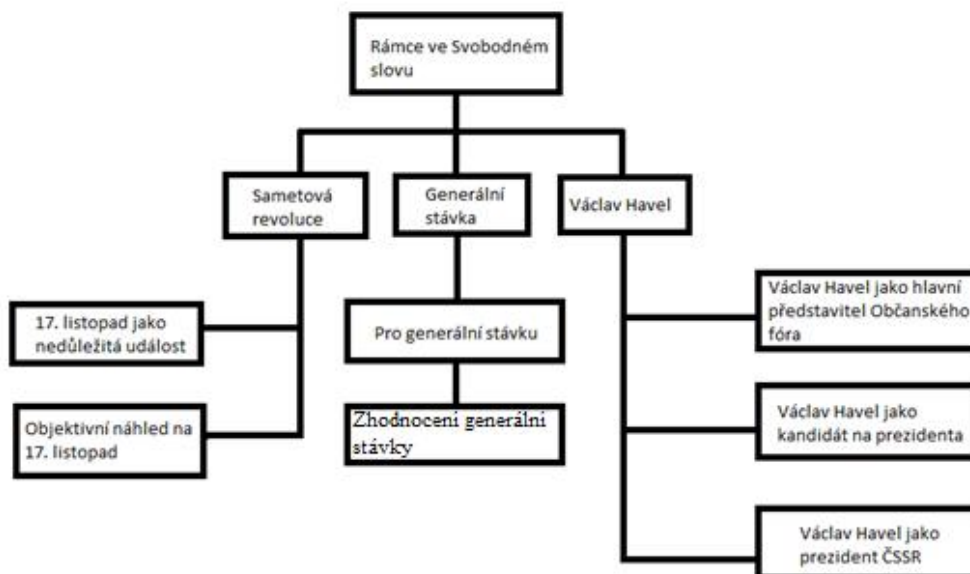 Rámce ve Svobodném
slovu
Sametová
revoluce
Generální
stávka
Václav Havel
17. listopad jako
nedůležitá událost
Objektivní náhled na
17. listopad
Pro generální stávku
Zhodnocení generální
stávky
Václav Havel jako hlavní
představitel Občanského
fóra
Václav Havel jako
kandidát na prezidenta
Václav Havel jako
prezident ČSSR